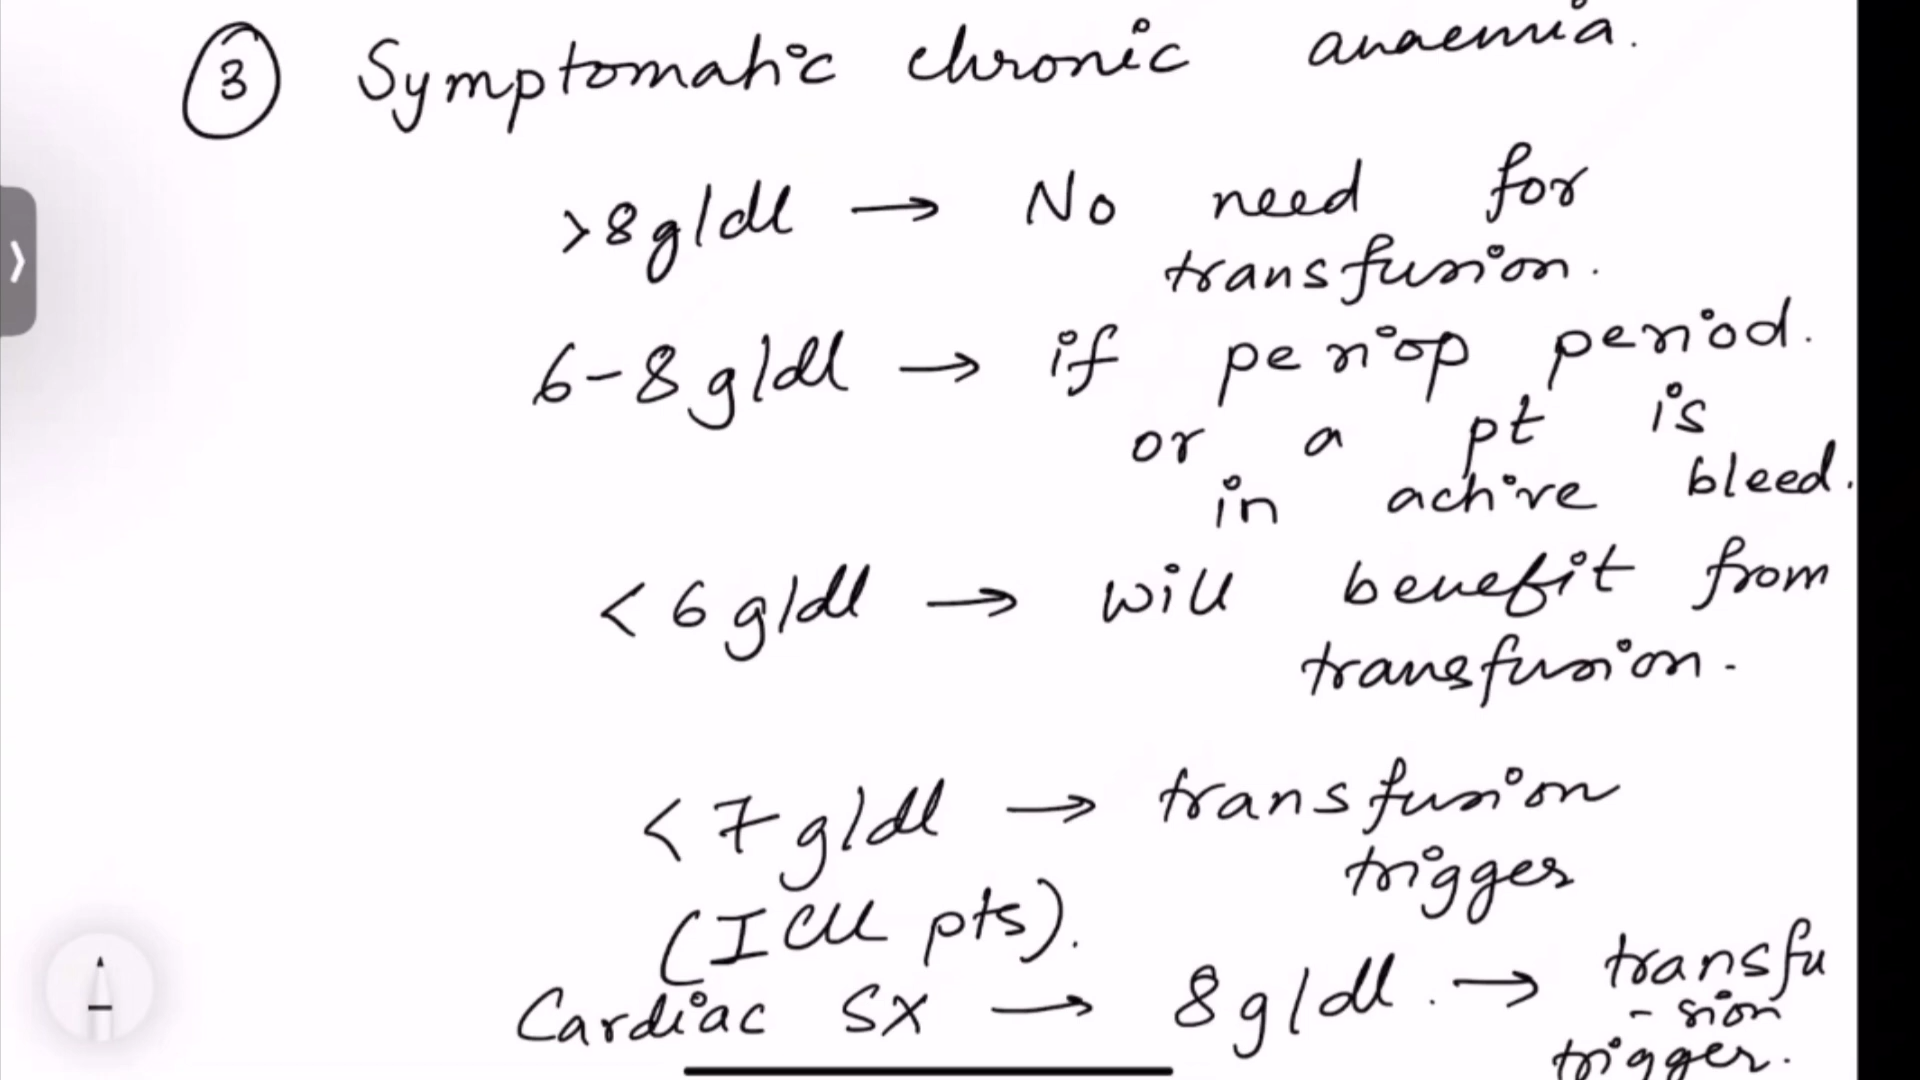 ③ Symptomatic chronic anaemia.
>8g/dl → No need for
transfusion.
6-8g/dl → if periop period.
or a pt is
in active bleed.
<6g/dl → will benefit from
transfusion.
<7g/dl → transfusion
trigger
(ICU pts).
Cardiac SX → 8g/dl. → transfu
-sion
trigger.